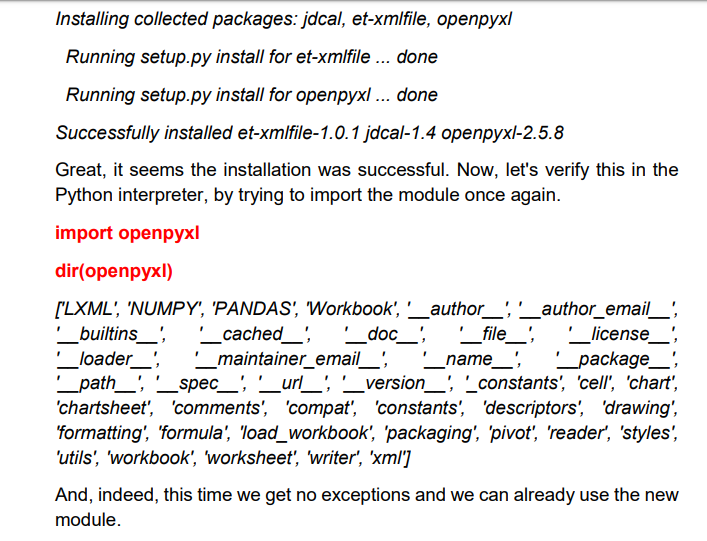 Installing collected packages: jdcal, et-xmlfile, openpyxl
Running setup.py install for et-xmlfile ... done
Running setup.py install for openpyxl ... done
Successfully installed et-xmlfile-1.0.1 jdcal-1.4 openpyxl-2.5.8
Great, it seems the installation was successful. Now, let's verify this in the
Python interpreter, by trying to import the module once again.
import openpyxl
dir(openpyxl)
['LXML', 'NUMPY', 'PANDAS', 'Workbook', '__author__', '__author_email__',
'__builtins__', '__cached__', '__doc__', '__file__', '__license__',
'__loader__', '__maintainer_email__', '__name__', '__package__',
'__path__', '__spec__', '__url__', '__version__', '_constants', 'cell', 'chart',
'chartsheet', 'comments', 'compat', 'constants', 'descriptors', 'drawing',
'formatting', 'formula', 'load_workbook', 'packaging', 'pivot', 'reader', 'styles',
'utils', 'workbook', 'worksheet', 'writer', 'xml']
And, indeed, this time we get no exceptions and we can already use the new
module.